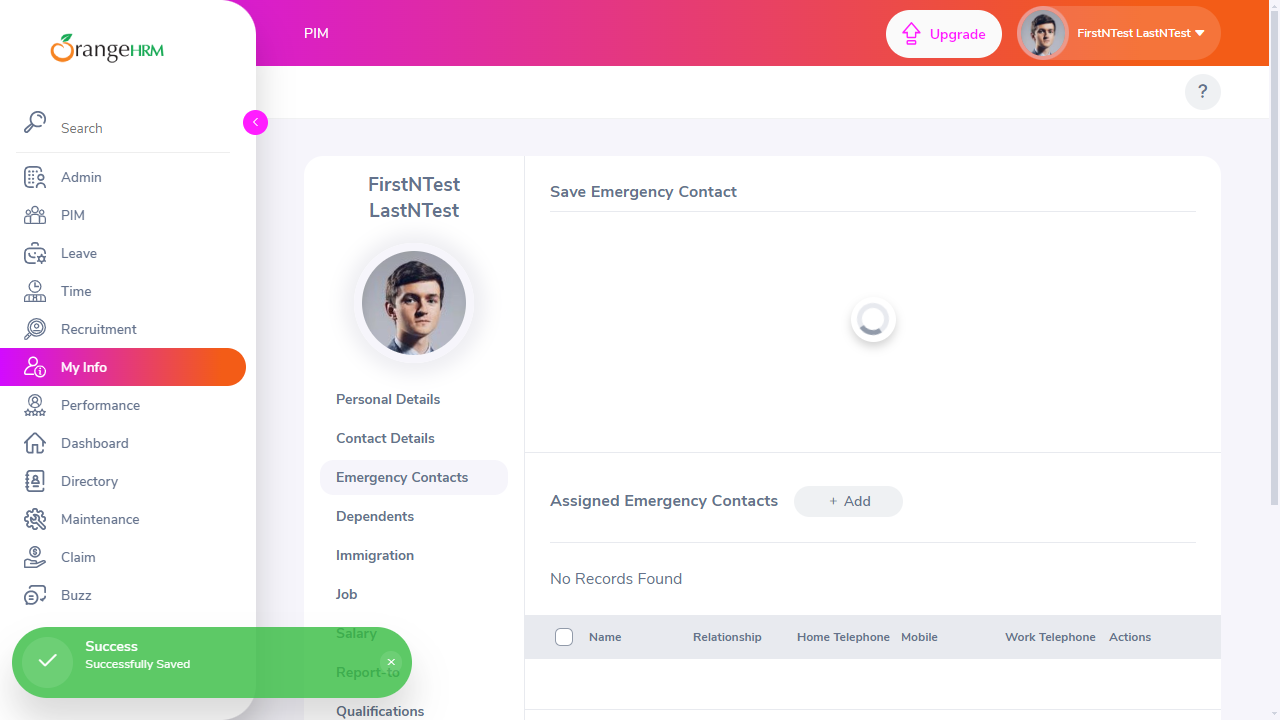 OrangeHRM
PIM
Upgrade
FirstNTest LastNTest
?
Search
Admin
PIM
Leave
Time
Recruitment
My Info
Performance
Dashboard
Directory
Maintenance
Claim
Buzz
FirstNTest
LastNTest
Personal Details
Contact Details
Emergency Contacts
Dependents
Immigration
Job
Salary
Report-to
Qualifications
Save Emergency Contact
Assigned Emergency Contacts
+ Add
No Records Found
Name Relationship Home Telephone Mobile Work Telephone Actions
Success
Successfully Saved